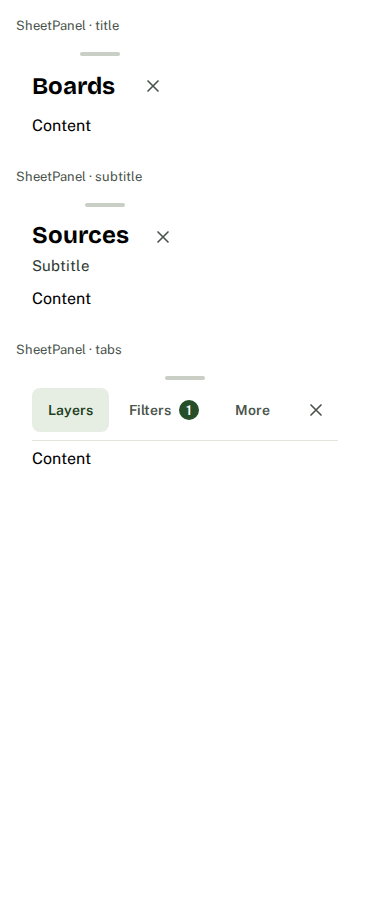 SheetPanel · title
Boards
Content
SheetPanel · subtitle
Sources
Subtitle
Content
SheetPanel · tabs
Layers Filters 1 More
Content